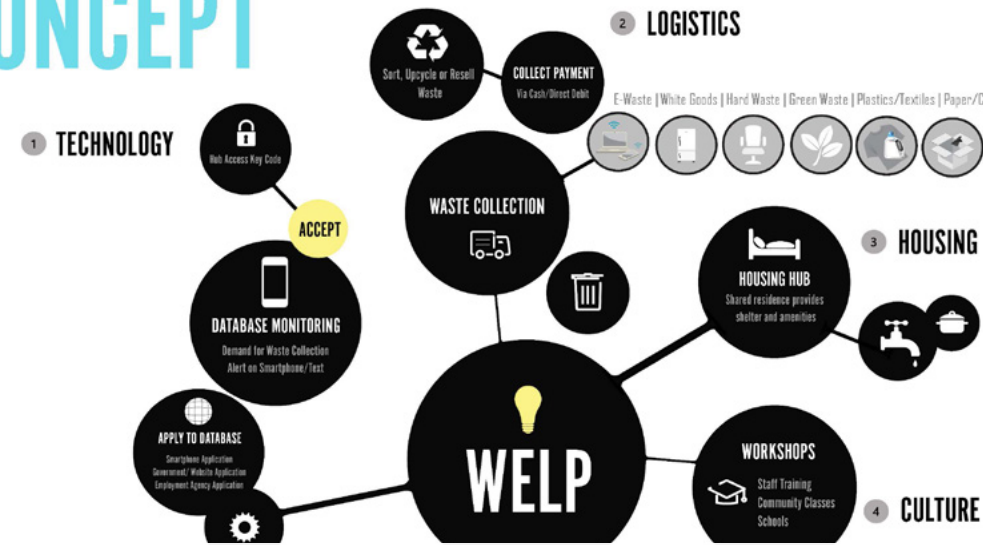 ONCEPT
1 TECHNOLOGY
Hub Access Key Code
ACCEPT
DATABASE MONITORING
Demand for Waste Collection
Alert on Smartphone/Text
APPLY TO DATABASE
Smartphone Application
Government/ Website Application
Employment Agency Application
2 LOGISTICS
Sort, Upcycle or Resell
Waste
COLLECT PAYMENT
Via Cash/Direct Debit
E-Waste | White Goods | Hard Waste | Green Waste | Plastics/Textiles | Paper/C
WASTE COLLECTION
3 HOUSING
HOUSING HUB
Shared residence provides
shelter and amenities
WELP
WORKSHOPS
Staff Training
Community Classes
Schools
4 CULTURE